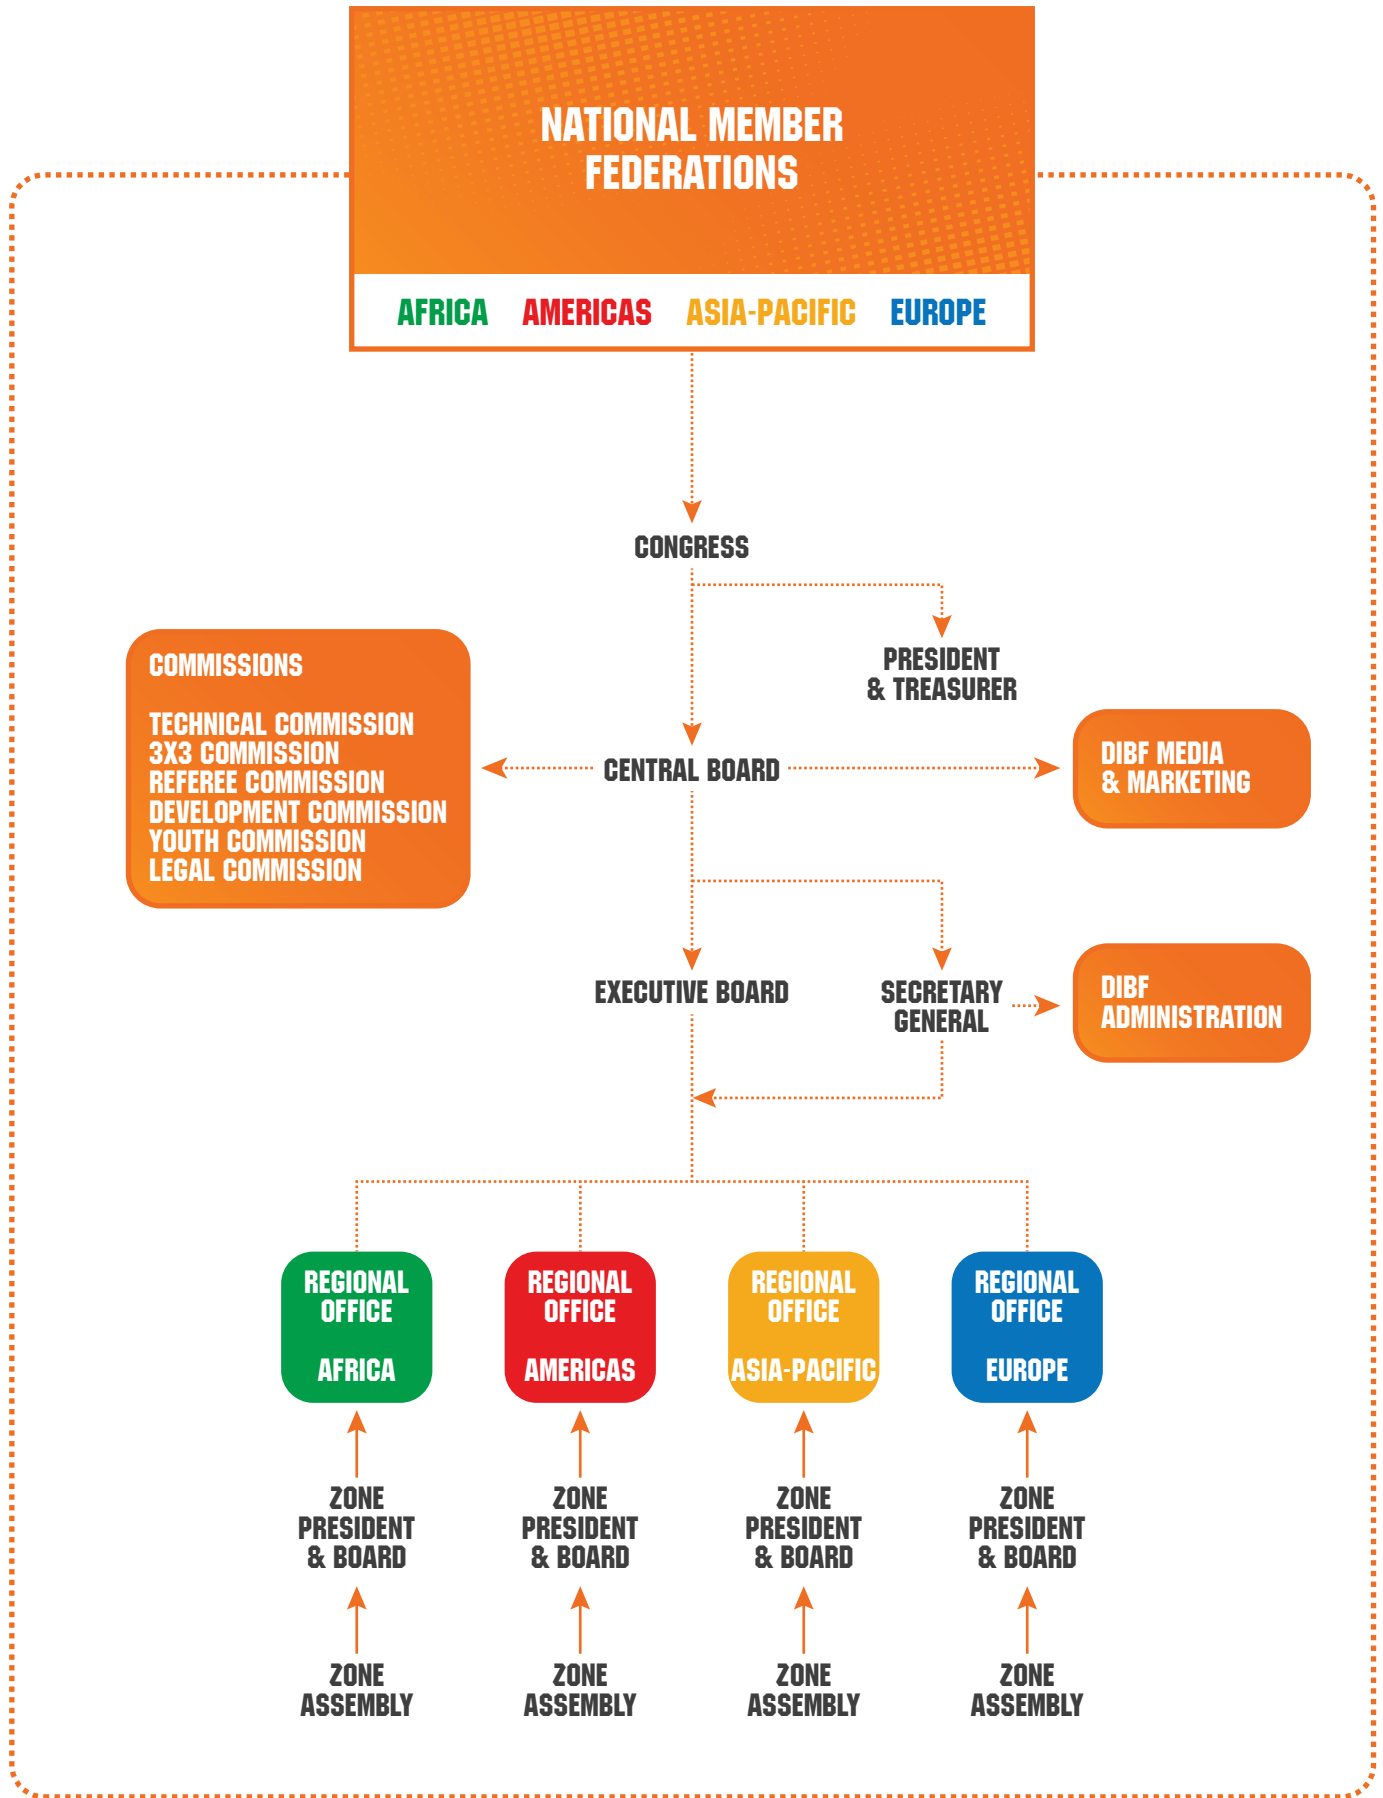 NATIONAL MEMBER
FEDERATIONS
AFRICA AMERICAS ASIA-PACIFIC EUROPE
CONGRESS
PRESIDENT
& TREASURER
COMMISSIONS
TECHNICAL COMMISSION
3X3 COMMISSION
REFEREE COMMISSION
DEVELOPMENT COMMISSION
YOUTH COMMISSION
LEGAL COMMISSION
CENTRAL BOARD
DIBF MEDIA
& MARKETING
EXECUTIVE BOARD
SECRETARY
GENERAL
DIBF
ADMINISTRATION
REGIONAL
OFFICE
AFRICA
REGIONAL
OFFICE
AMERICAS
REGIONAL
OFFICE
ASIA-PACIFIC
REGIONAL
OFFICE
EUROPE
ZONE
PRESIDENT
& BOARD
ZONE
PRESIDENT
& BOARD
ZONE
PRESIDENT
& BOARD
ZONE
PRESIDENT
& BOARD
ZONE
ASSEMBLY
ZONE
ASSEMBLY
ZONE
ASSEMBLY
ZONE
ASSEMBLY